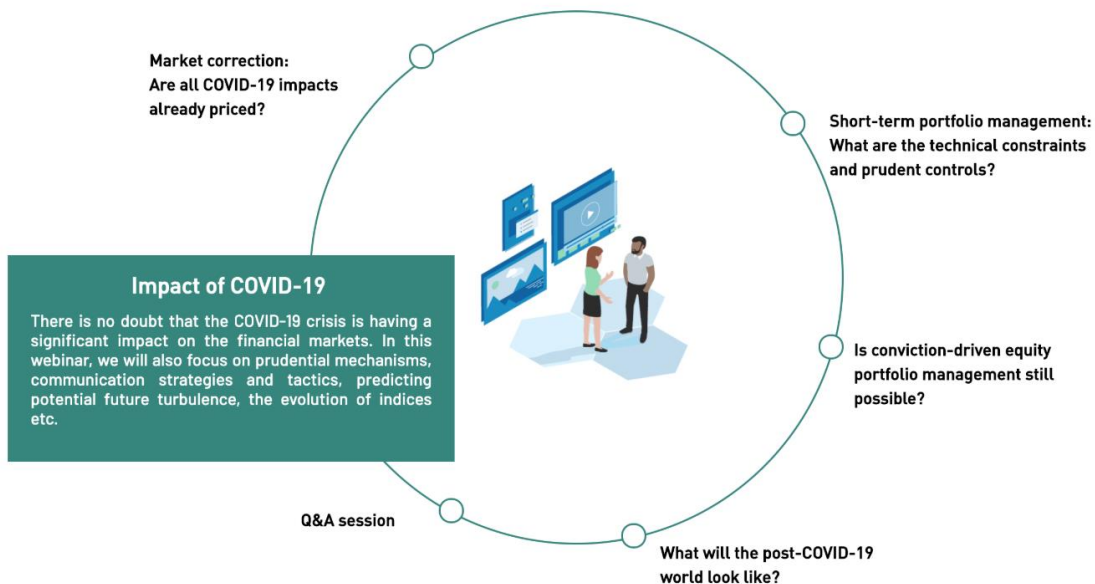 Market correction:
Are all COVID-19 impacts
already priced?
Short-term portfolio management:
What are the technical constraints
and prudent controls?
Impact of COVID-19
There is no doubt that the COVID-19 crisis is having a
significant impact on the financial markets. In this
webinar, we will also focus on prudential mechanisms,
communication strategies and tactics, predicting
potential future turbulence, the evolution of indices
etc.
Is conviction-driven equity
portfolio management still
possible?
Q&A session
What will the post-COVID-19
world look like?